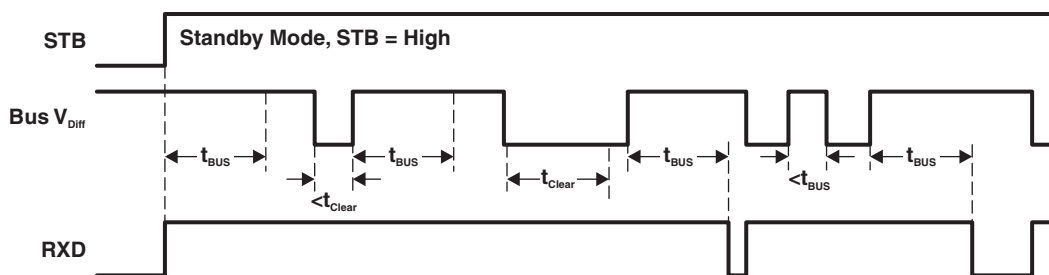 STB
Standby Mode, STB = High
Bus V_Diff
t_BUS
<t_Clear
t_BUS
t_Clear
t_BUS
<t_BUS
t_BUS
RXD